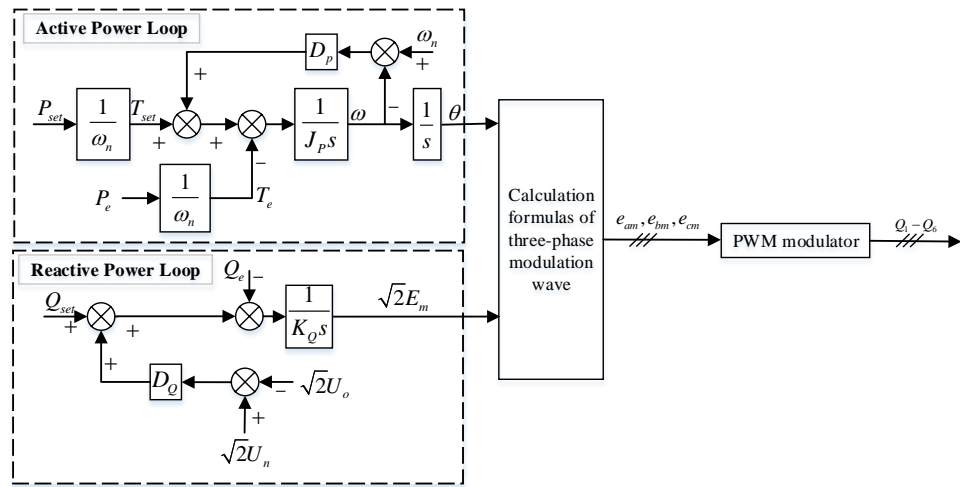 Active Power Loop
D_p
ω_n
+
+
−
P_set
1/ω_n
T_set
+
+
−
1/(J_P s)
ω
1/s
θ
P_e
1/ω_n
T_e
Calculation
formulas of
three-phase
modulation
wave
e_am, e_bm, e_cm
PWM modulator
Q_1 − Q_6
Reactive Power Loop
Q_e
−
Q_set
+
+
1/(K_Q s)
√2E_m
+
D_Q
−
√2U_o
+
√2U_n